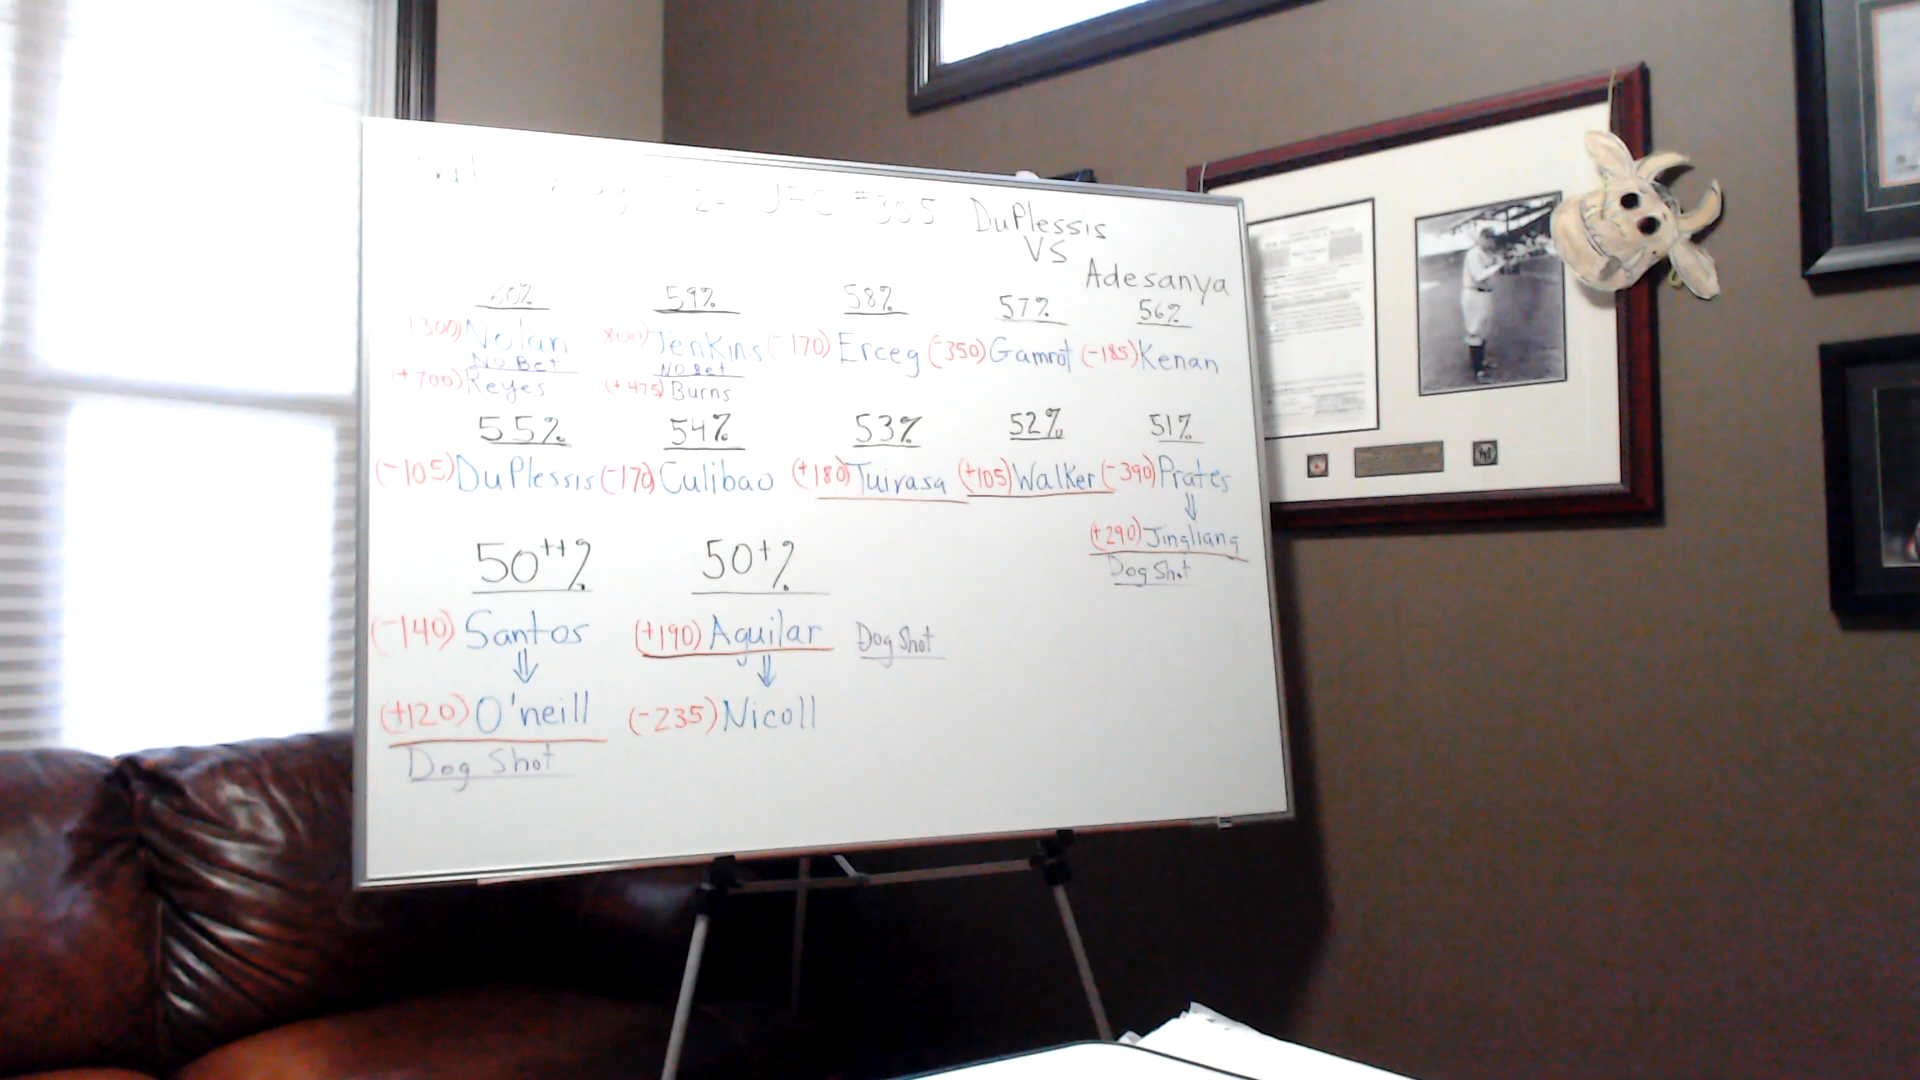 #305 DuPlessis
VS
Adesanya
60% 59% 58% 57% 56%
Nolan Jenkins (-170) Erceg (-350) Gamrot (-185) Kenan
No Bet No Bet
(+700) Reyes (+475) Burns
55% 54% 53% 52% 51%
(-105) DuPlessis (-170) Culibao (+180) Tuivasa (+105) Walker (-390) Prates
⇓
(+290) Jingliang
Dog Shot
50++% 50+%
(-140) Santos (+190) Aguilar Dog Shot
⇓ ⇓
(+120) O'neill (-235) Nicoll
Dog Shot